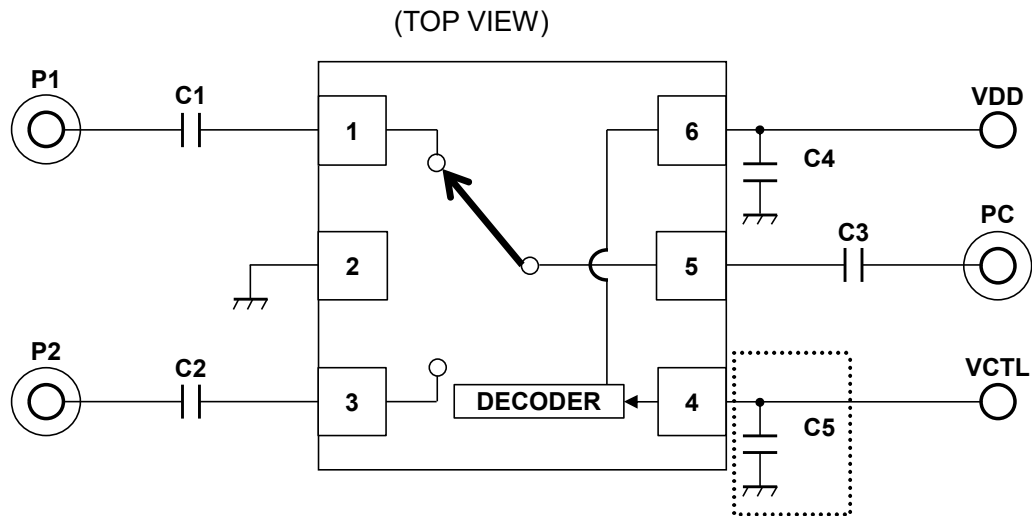 (TOP VIEW)
P1
C1
1
6
VDD
C4
2
5
C3
PC
P2
C2
3
DECODER
4
VCTL
C5